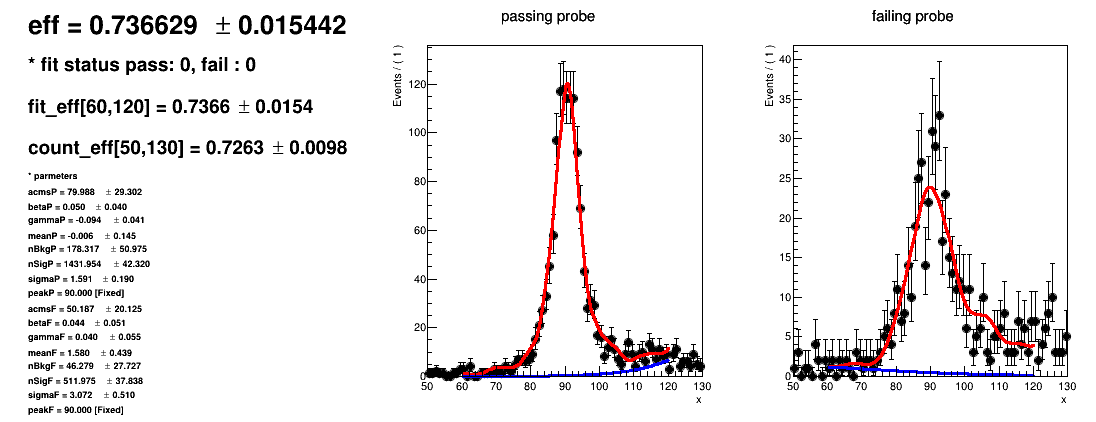 eff = 0.736629 ± 0.015442
* fit status pass: 0, fail : 0
fit_eff[60,120] = 0.7366 ± 0.0154
count_eff[50,130] = 0.7263 ± 0.0098
* parmeters
acmsP = 79.988 ± 29.302
betaP = 0.050 ± 0.040
gammaP = -0.094 ± 0.041
meanP = -0.006 ± 0.145
nBkgP = 178.317 ± 50.975
nSigP = 1431.954 ± 42.320
sigmaP = 1.591 ± 0.190
peakP = 90.000 [Fixed]
acmsF = 50.187 ± 20.125
betaF = 0.044 ± 0.051
gammaF = 0.040 ± 0.055
meanF = 1.580 ± 0.439
nBkgF = 46.279 ± 27.727
nSigF = 511.975 ± 37.838
sigmaF = 3.072 ± 0.510
peakF = 90.000 [Fixed]
passing probe
Events / ( 1 )
120
100
80
60
40
20
0
50 60 70 80 90 100 110 120 130
x
failing probe
Events / ( 1 )
40
35
30
25
20
15
10
5
0
50 60 70 80 90 100 110 120 130
x